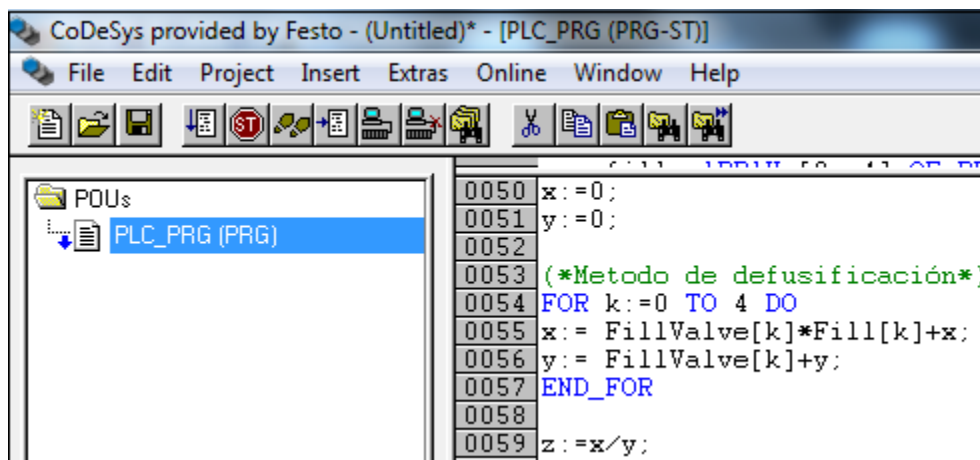 CoDeSys provided by Festo - (Untitled)* - [PLC_PRG (PRG-ST)]
File Edit Project Insert Extras Online Window Help
ST
POUs
PLC_PRG (PRG)
0050 x:=0;
0051 y:=0;
0052
0053 (*Metodo de defusificación*)
0054 FOR k:=0 TO 4 DO
0055 x:= FillValve[k]*Fill[k]+x;
0056 y:= FillValve[k]+y;
0057 END_FOR
0058
0059 z:=x/y;